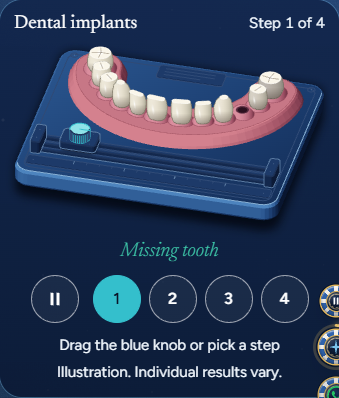 Dental implants
Step 1 of 4
Missing tooth
1
2
3
4
Drag the blue knob or pick a step
Illustration. Individual results vary.